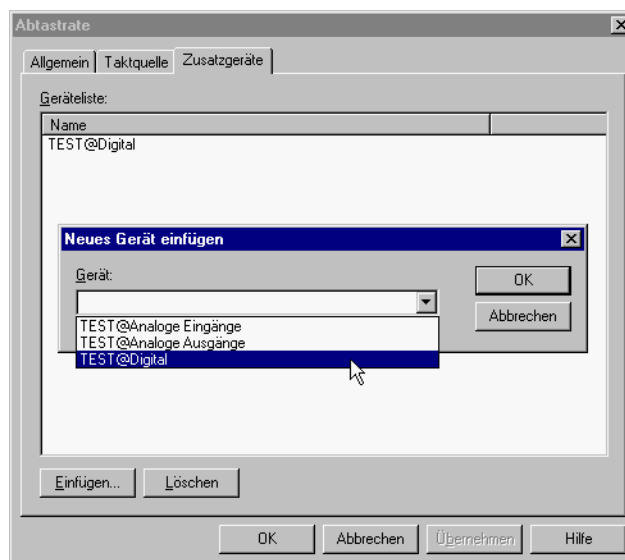 Abtastrate
Allgemein Taktquelle Zusatzgeräte
Geräteliste:
Name
TEST@Digital
Neues Gerät einfügen
Gerät:
OK
Abbrechen
TEST@Analoge Eingänge
TEST@Analoge Ausgänge
TEST@Digital
Einfügen... Löschen
OK Abbrechen Übernehmen Hilfe